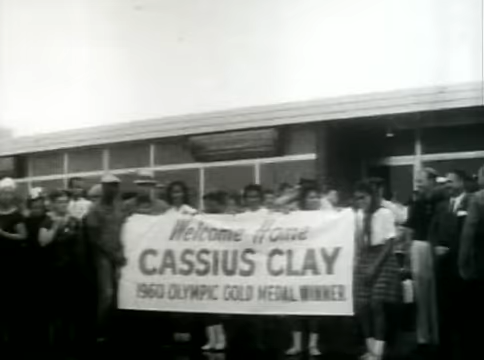 Welcome Home
CASSIUS CLAY
1960 OLYMPIC GOLD MEDAL WINNER